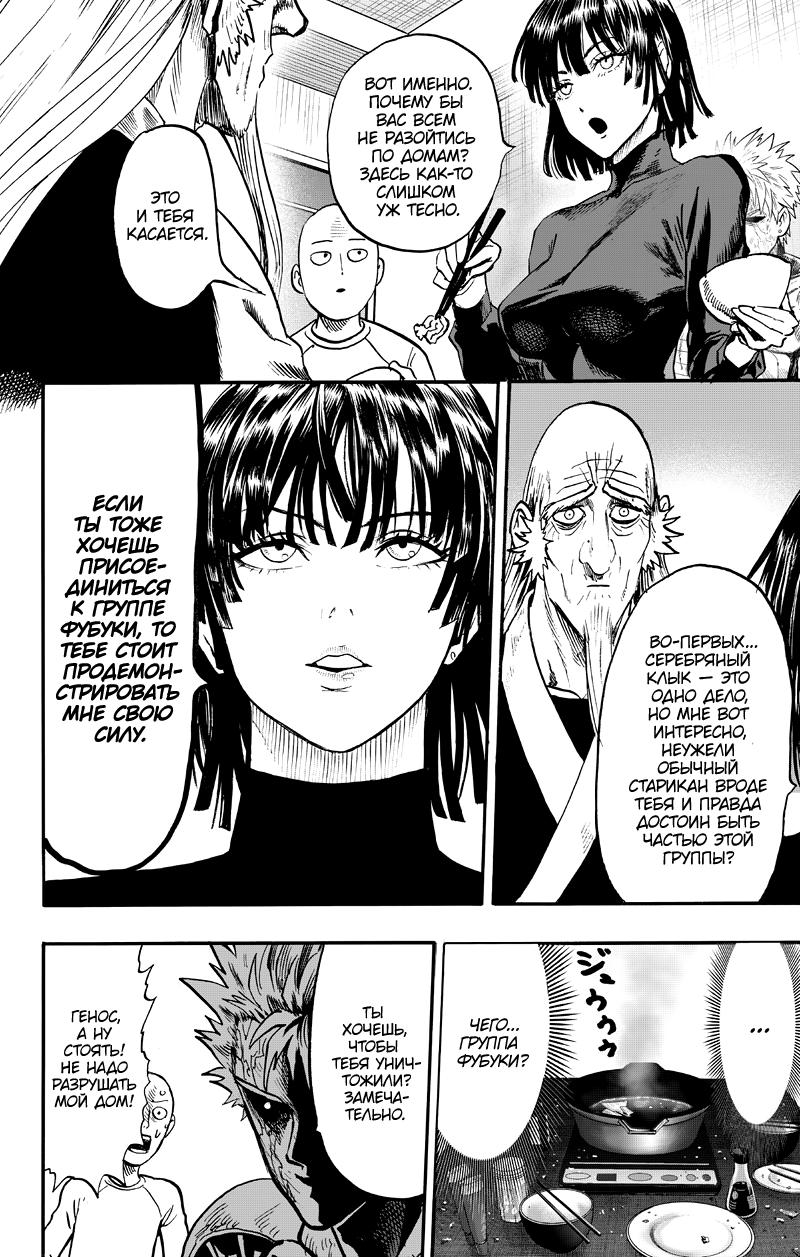 ВОТ ИМЕННО.
ПОЧЕМУ БЫ
ВАС ВСЕМ
НЕ РАЗОЙТИСЬ
ПО ДОМАМ?
ЗДЕСЬ КАК-ТО
СЛИШКОМ
УЖ ТЕСНО.
ЭТО
И ТЕБЯ
КАСАЕТСЯ.
ВО-ПЕРВЫХ...
СЕРЕБРЯНЫЙ
КЛЫК — ЭТО
ОДНО ДЕЛО,
НО МНЕ ВОТ
ИНТЕРЕСНО,
НЕУЖЕЛИ
ОБЫЧНЫЙ
СТАРИКАН ВРОДЕ
ТЕБЯ И ПРАВДА
ДОСТОИН БЫТЬ
ЧАСТЬЮ ЭТОЙ
ГРУППЫ?
ЕСЛИ
ТЫ ТОЖЕ
ХОЧЕШЬ
ПРИСОЕ-
ДИНИТЬСЯ
К ГРУППЕ
ФУБУКИ, ТО
ТЕБЕ СТОИТ
ПРОДЕМОН-
СТРИРОВАТЬ
МНЕ СВОЮ
СИЛУ.
...
ジュウウウ
ЧЕГО...
ГРУППА
ФУБУКИ?
ТЫ
ХОЧЕШЬ,
ЧТОБЫ
ТЕБЯ УНИЧ-
ТОЖИЛИ?
ЗАМЕЧА-
ТЕЛЬНО.
ГЕНОС,
А НУ
СТОЯТЬ!
НЕ НАДО
РАЗРУШАТЬ
МОЙ ДОМ!